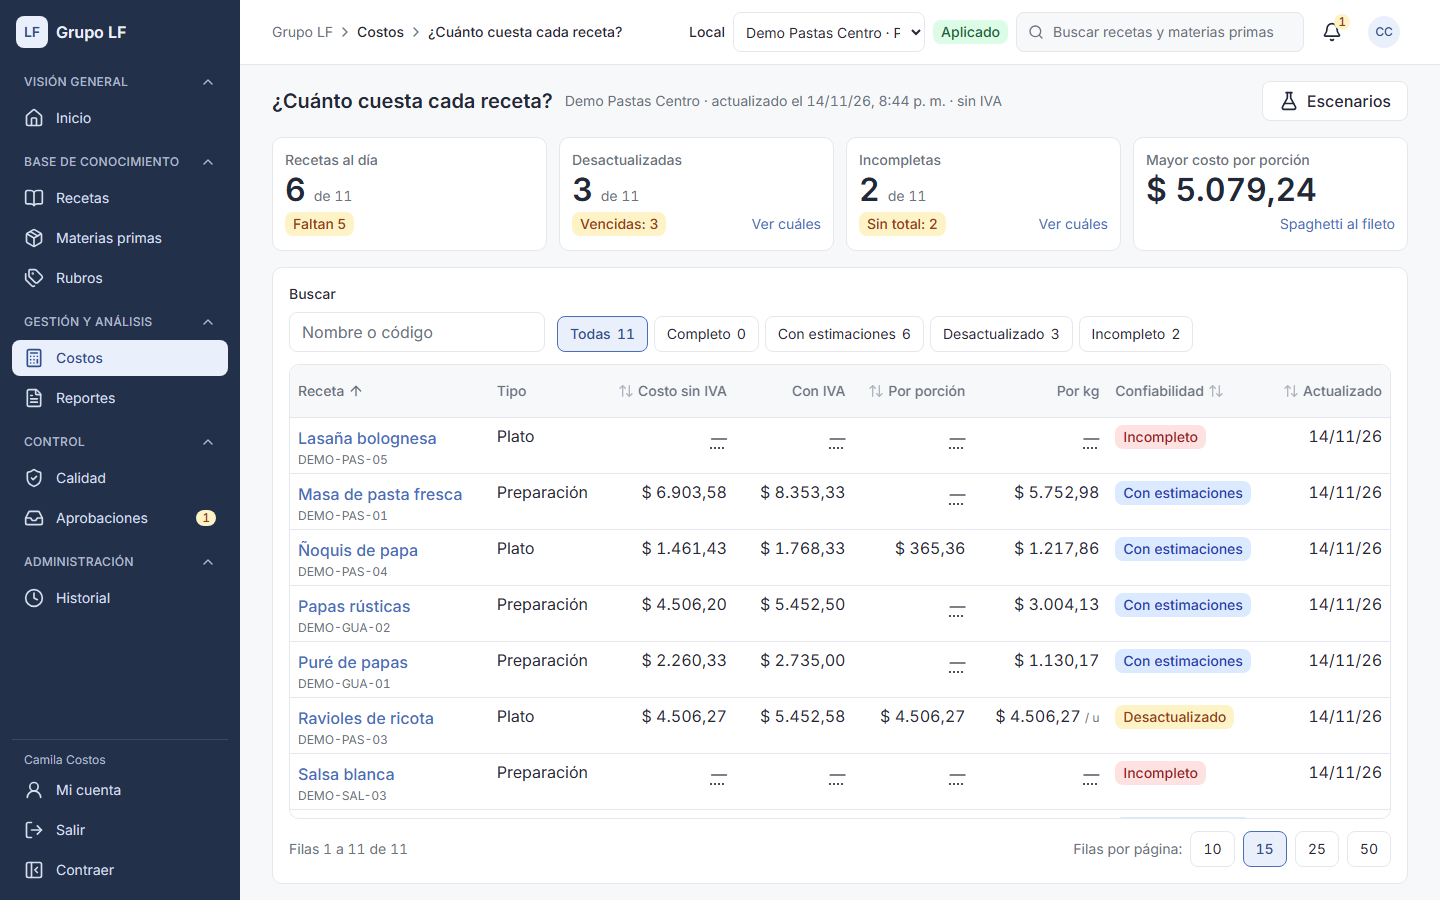 LF Grupo LF
VISIÓN GENERAL
Inicio
BASE DE CONOCIMIENTO
Recetas
Materias primas
Rubros
GESTIÓN Y ANÁLISIS
Costos
Reportes
CONTROL
Calidad
Aprobaciones 1
ADMINISTRACIÓN
Historial
Camila Costos
Mi cuenta
Salir
Contraer
Grupo LF > Costos > ¿Cuánto cuesta cada receta?
Local Demo Pastas Centro · P Aplicado Buscar recetas y materias primas 1 CC
¿Cuánto cuesta cada receta? Demo Pastas Centro · actualizado el 14/11/26, 8:44 p. m. · sin IVA Escenarios
Recetas al día
6 de 11
Faltan 5
Desactualizadas
3 de 11
Vencidas: 3 Ver cuáles
Incompletas
2 de 11
Sin total: 2 Ver cuáles
Mayor costo por porción
$ 5.079,24
Spaghetti al fileto
Buscar
Nombre o código Todas 11 Completo 0 Con estimaciones 6 Desactualizado 3 Incompleto 2
Receta Tipo Costo sin IVA Con IVA Por porción Por kg Confiabilidad Actualizado
Lasaña bolognesa Plato — — — — Incompleto 14/11/26
DEMO-PAS-05
Masa de pasta fresca Preparación $ 6.903,58 $ 8.353,33 — $ 5.752,98 Con estimaciones 14/11/26
DEMO-PAS-01
Ñoquis de papa Plato $ 1.461,43 $ 1.768,33 $ 365,36 $ 1.217,86 Con estimaciones 14/11/26
DEMO-PAS-04
Papas rústicas Preparación $ 4.506,20 $ 5.452,50 — $ 3.004,13 Con estimaciones 14/11/26
DEMO-GUA-02
Puré de papas Preparación $ 2.260,33 $ 2.735,00 — $ 1.130,17 Con estimaciones 14/11/26
DEMO-GUA-01
Ravioles de ricota Plato $ 4.506,27 $ 5.452,58 $ 4.506,27 $ 4.506,27 / u Desactualizado 14/11/26
DEMO-PAS-03
Salsa blanca Preparación — — — — Incompleto 14/11/26
DEMO-SAL-03
Filas 1 a 11 de 11 Filas por página: 10 15 25 50